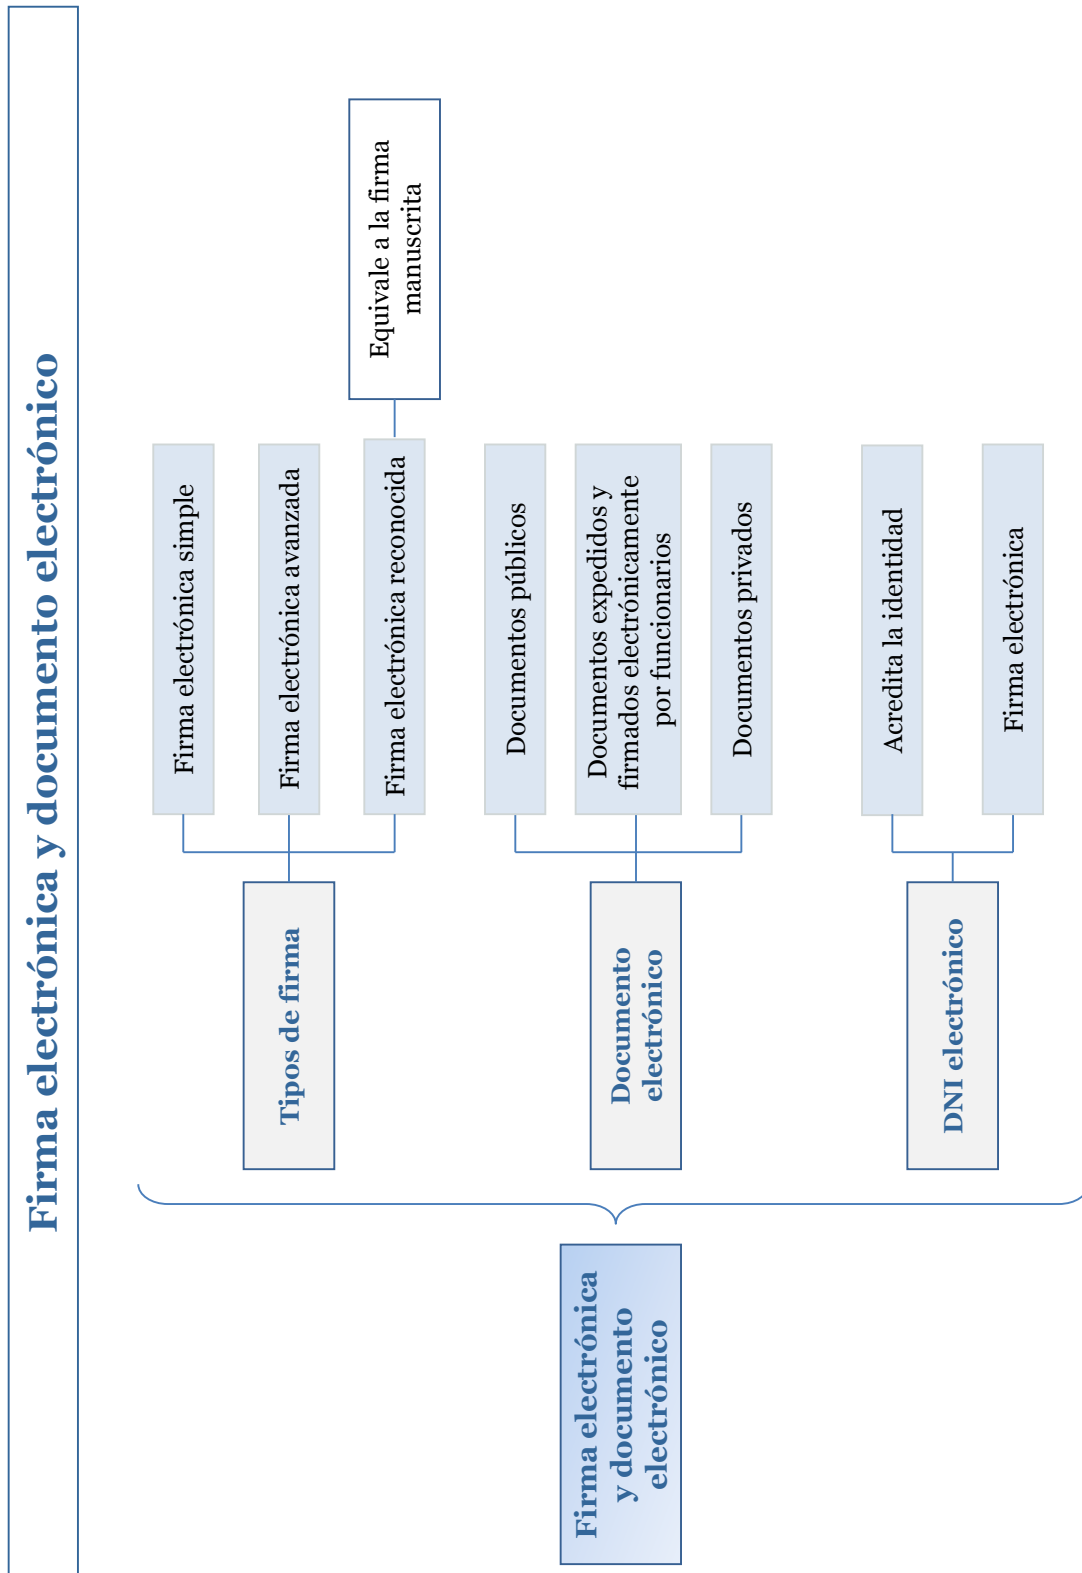 Firma electrónica y documento electrónico
Firma electrónica
y documento
electrónico
Tipos de firma
Firma electrónica simple
Firma electrónica avanzada
Firma electrónica reconocida
Equivale a la firma
manuscrita
Documento
electrónico
Documentos públicos
Documentos expedidos y
firmados electrónicamente
por funcionarios
Documentos privados
DNI electrónico
Acredita la identidad
Firma electrónica